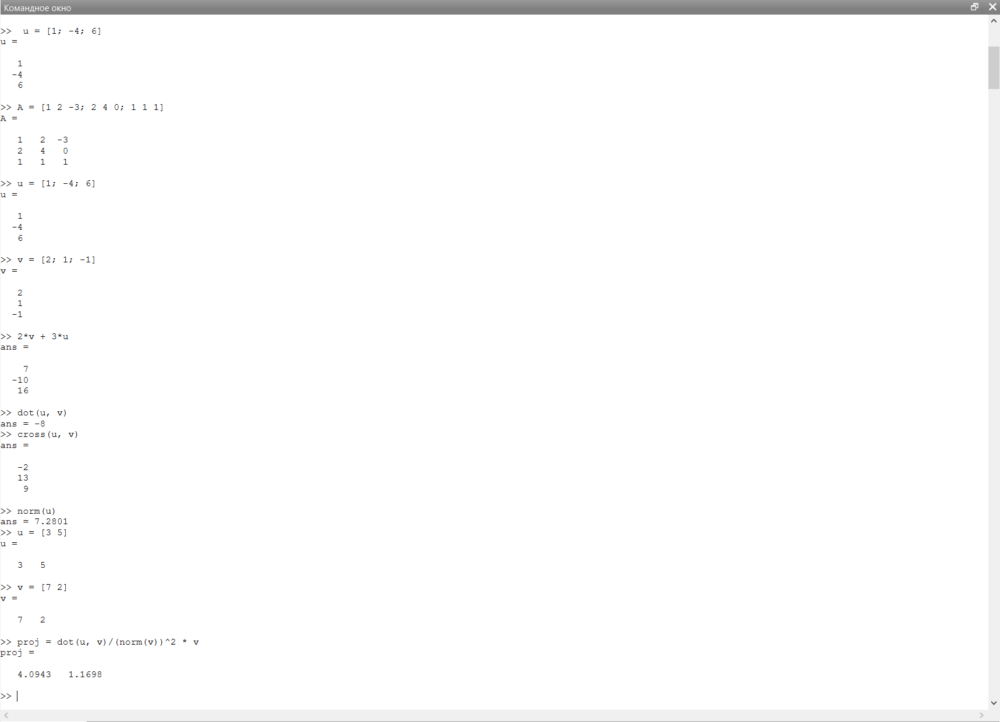 Командное окно
>>  u = [1; -4; 6]
u =
1
-4
6
>> A = [1 2 -3; 2 4 0; 1 1 1]
A =
1   2  -3
2   4   0
1   1   1
>> u = [1; -4; 6]
u =
1
-4
6
>> v = [2; 1; -1]
v =
2
1
-1
>> 2*v + 3*u
ans =
7
-10
16
>> dot(u, v)
ans = -8
>> cross(u, v)
ans =
-2
13
9
>> norm(u)
ans = 7.2801
>> u = [3 5]
u =
3   5
>> v = [7 2]
v =
7   2
>> proj = dot(u, v)/(norm(v))^2 * v
proj =
4.0943   1.1698
>>